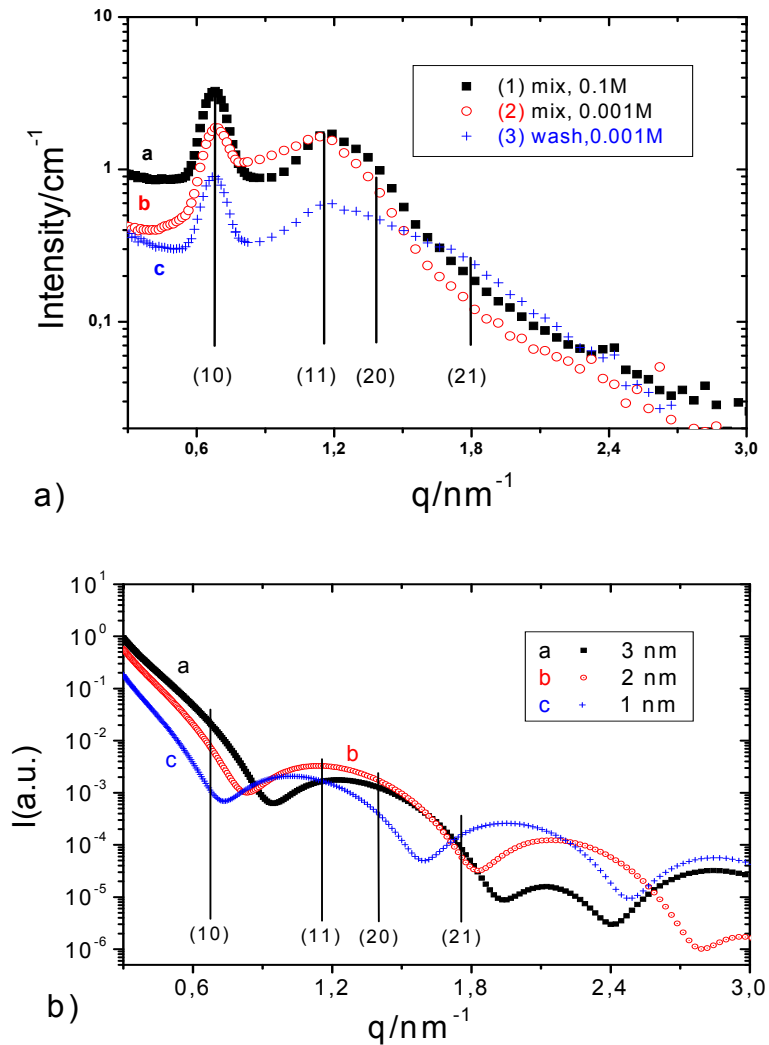 10
1
0,1
Intensity/cm⁻¹
a
b
c
(1) mix, 0.1M
(2) mix, 0.001M
(3) wash,0.001M
(10)
(11)
(20)
(21)
0,6
1,2
1,8
2,4
3,0
a)
q/nm⁻¹
10¹
10⁰
10⁻¹
10⁻²
10⁻³
10⁻⁴
10⁻⁵
10⁻⁶
I(a.u.)
a
c
b
a 3 nm
b 2 nm
c 1 nm
(10)
(11)
(20)
(21)
0,6
1,2
1,8
2,4
3,0
b)
q/nm⁻¹